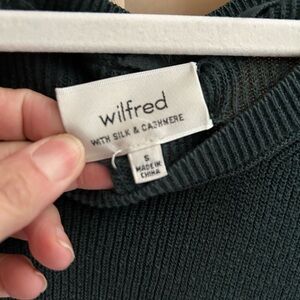 wilfred
WITH SILK & CASHMERE
S
MADE IN
CHINA